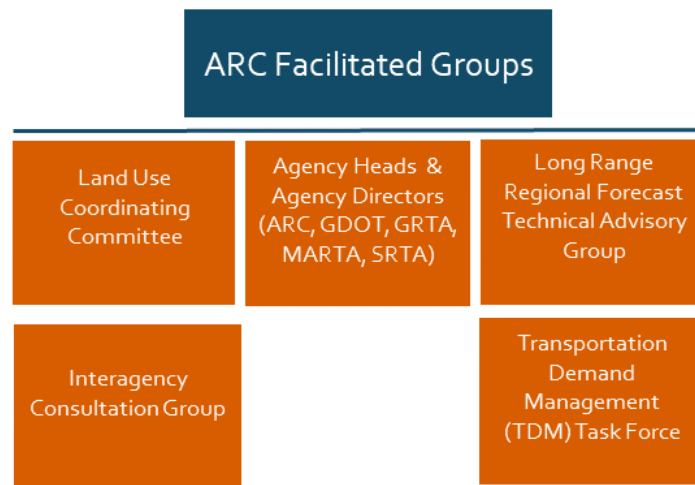 ARC Facilitated Groups
Land Use
Coordinating
Committee
Agency Heads &
Agency Directors
(ARC, GDOT, GRTA,
MARTA, SRTA)
Long Range
Regional Forecast
Technical Advisory
Group
Interagency
Consultation Group
Transportation
Demand
Management
(TDM) Task Force